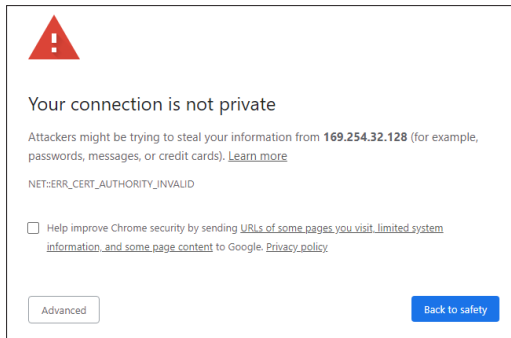 Your connection is not private
Attackers might be trying to steal your information from 169.254.32.128 (for example,
passwords, messages, or credit cards). Learn more
NET::ERR_CERT_AUTHORITY_INVALID
Help improve Chrome security by sending URLs of some pages you visit, limited system
information, and some page content to Google. Privacy policy
Advanced
Back to safety